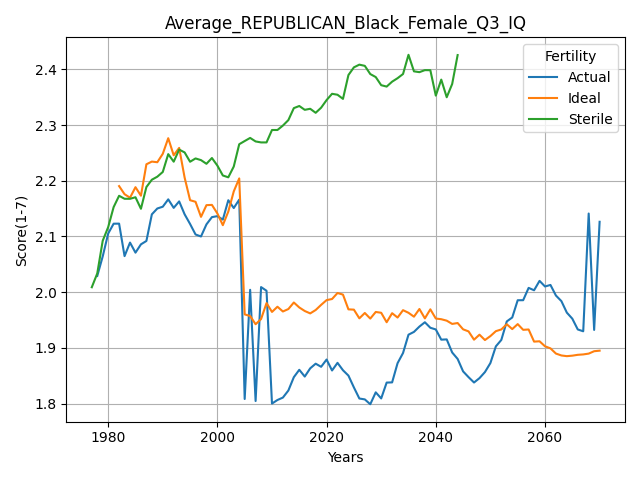 Average_REPUBLICAN_Black_Female_Q3_IQ
Fertility
Actual
Ideal
Sterile
Score(1-7)
2.4
2.3
2.2
2.1
2.0
1.9
1.8
1980
2000
2020
2040
2060
Years